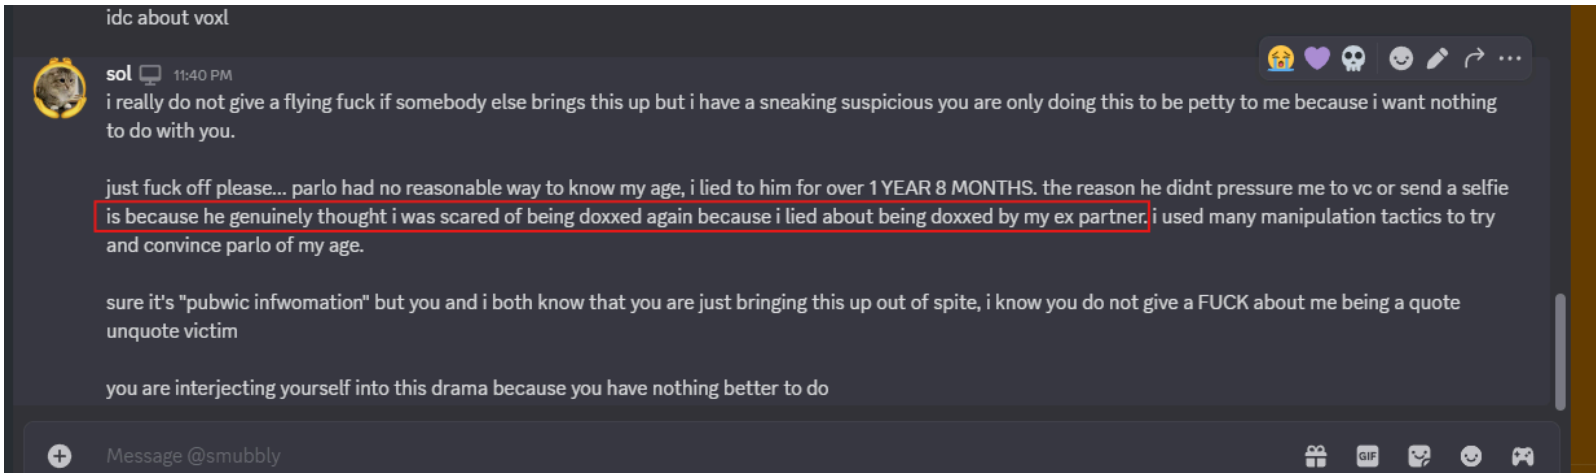 idc about voxl
sol 11:40 PM
i really do not give a flying fuck if somebody else brings this up but i have a sneaking suspicious you are only doing this to be petty to me because i want nothing
to do with you.
just fuck off please... parlo had no reasonable way to know my age, i lied to him for over 1 YEAR 8 MONTHS. the reason he didnt pressure me to vc or send a selfie
is because he genuinely thought i was scared of being doxxed again because i lied about being doxxed by my ex partner. i used many manipulation tactics to try
and convince parlo of my age.
sure it's "pubwic infwomation" but you and i both know that you are just bringing this up out of spite, i know you do not give a FUCK about me being a quote
unquote victim
you are interjecting yourself into this drama because you have nothing better to do
Message @smubbly
GIF